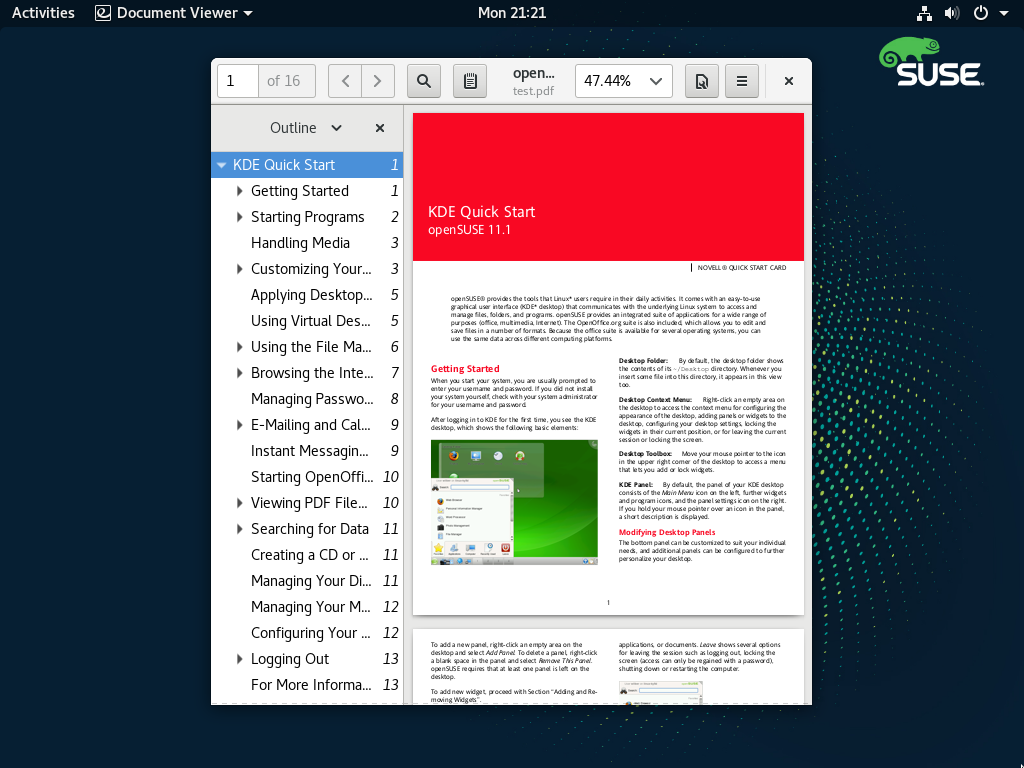 Activities
Document Viewer
Mon 21:21
SUSE
1
of 16
open...
test.pdf
47.44%
Outline
KDE Quick Start 1
Getting Started 1
Starting Programs 2
Handling Media 3
Customizing Your... 3
Applying Desktop... 5
Using Virtual Des... 5
Using the File Ma... 6
Browsing the Inte... 7
Managing Passwo... 8
E-Mailing and Cal... 9
Instant Messagin... 9
Starting OpenOffi... 10
Viewing PDF File... 10
Searching for Data 11
Creating a CD or ... 11
Managing Your Di... 11
Managing Your M... 12
Configuring Your ... 12
Logging Out 13
For More Informa... 13
KDE Quick Start
openSUSE 11.1
NOVELL® QUICK START CARD
openSUSE® provides the tools that Linux* users require in their daily activities. It comes with an easy-to-use
graphical user interface (KDE* desktop) that communicates with the underlying Linux system to access and
manage files, folders, and programs. openSUSE provides an integrated suite of applications for a wide range of
purposes (office, multimedia, Internet). The OpenOffice.org suite is also included, which allows you to edit and
save files in a number of formats. Because the office suite is available for several operating systems, you can
use the same data across different computing platforms.
Getting Started
When you start your system, you are usually prompted to
enter your username and password. If you did not install
your system yourself, check with your system administrator
for your username and password.
After logging in to KDE for the first time, you see the KDE
desktop, which shows the following basic elements:
Desktop Folder: By default, the desktop folder shows
the contents of its ~/Desktop directory. Whenever you
insert some file into this directory, it appears in this view
too.
Desktop Context Menu: Right-click an empty area on
the desktop to access the context menu for configuring the
appearance of the desktop, adding panels or widgets to the
desktop, configuring your desktop settings, locking the
widgets in their current position, or for leaving the current
session or locking the screen.
Desktop Toolbox: Move your mouse pointer to the icon
in the upper right corner of the desktop to access a menu
that lets you add or lock widgets.
KDE Panel: By default, the panel of your KDE desktop
consists of the Main Menu icon on the left, further widgets
and program icons, and the panel settings icon on the right.
If you hold your mouse pointer over an icon in the panel,
a short description is displayed.
Modifying Desktop Panels
The bottom panel can be customized to suit your individual
needs, and additional panels can be configured to further
personalize your desktop.
1
To add a new panel, right-click an empty area on the
desktop and select Add Panel. To delete a panel, right-click
a blank space in the panel and select Remove This Panel.
openSUSE requires that at least one panel is left on the
desktop.
To add new widget, proceed with Section "Adding and Re-
moving Widgets".
applications, or documents. Leave shows several options
for leaving the session such as logging out, locking the
screen (access can only be regained with a password),
shutting down or restarting the computer.